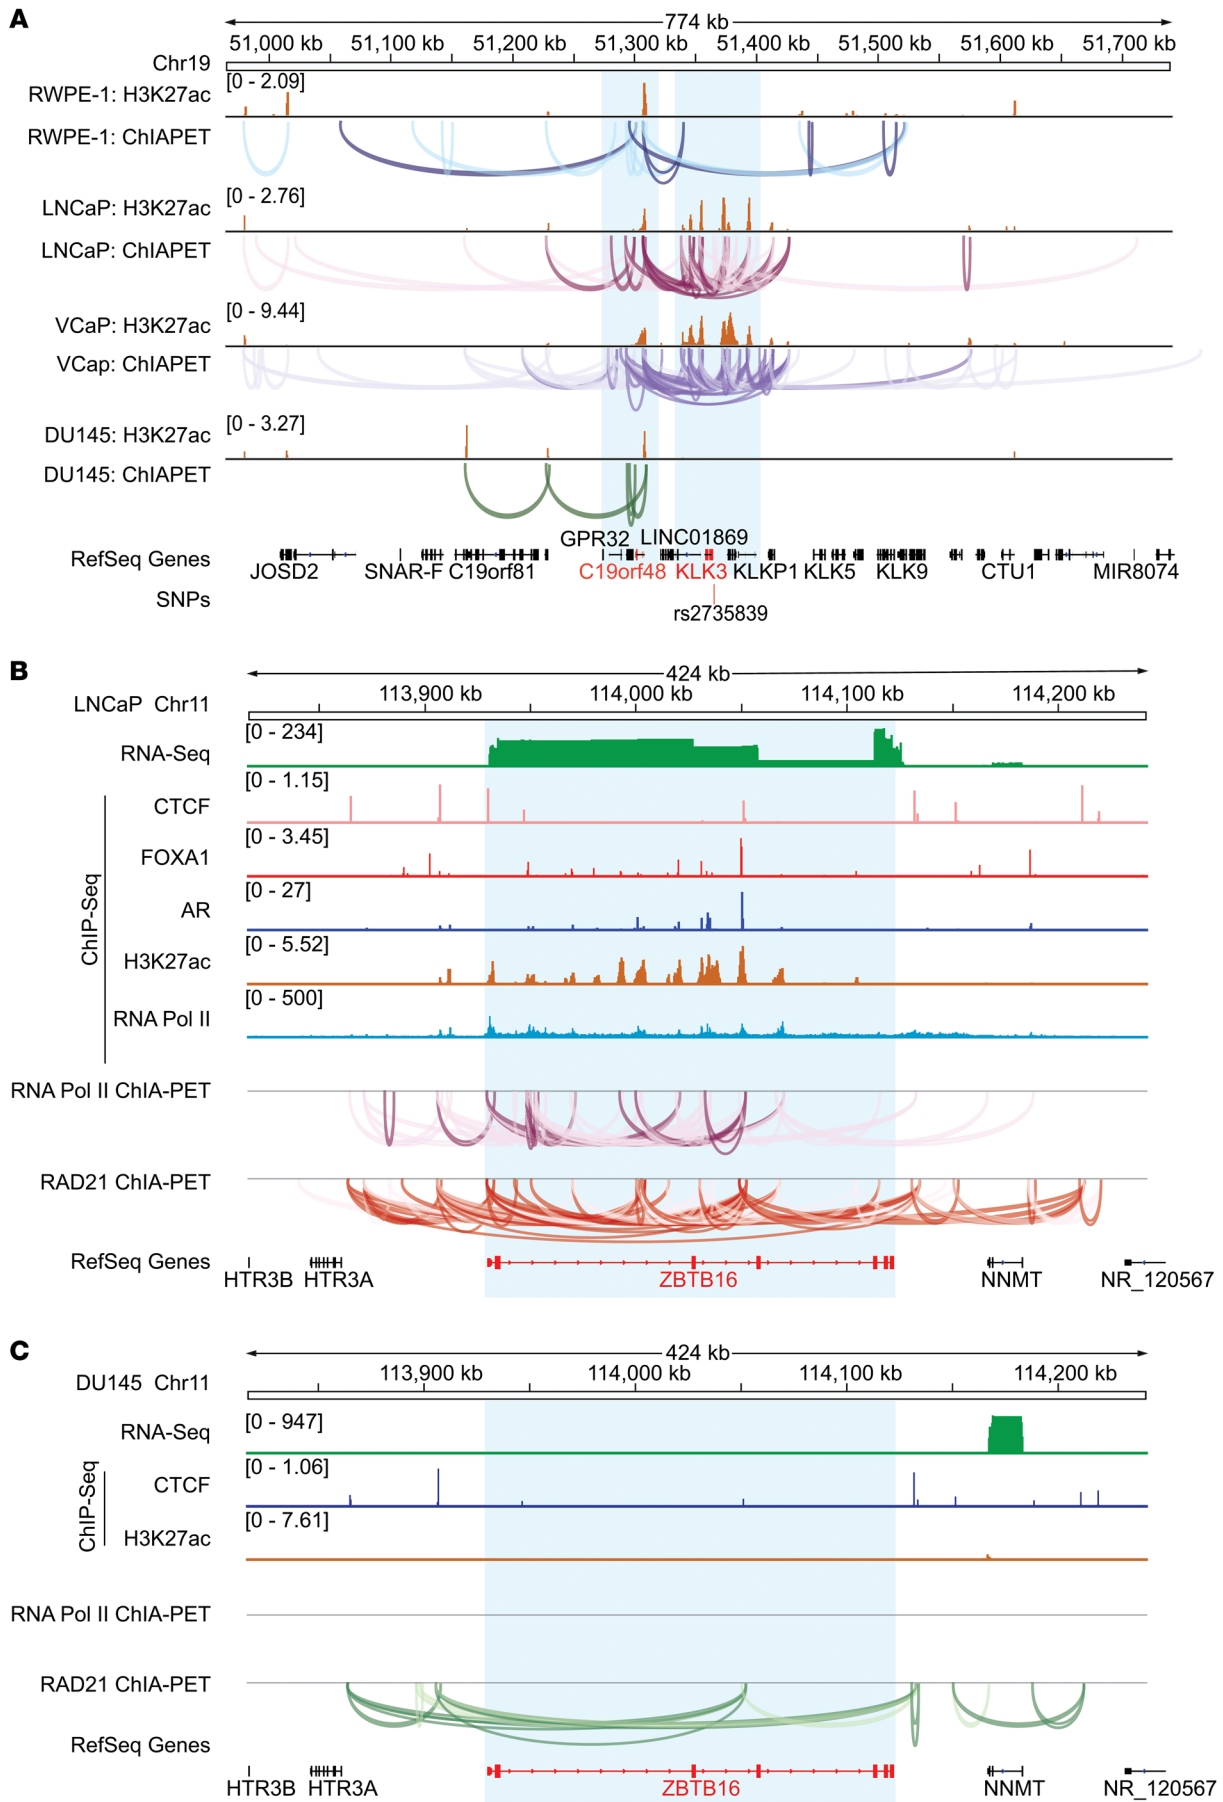 A
774 kb
51,000 kb 51,100 kb 51,200 kb 51,300 kb 51,400 kb 51,500 kb 51,600 kb 51,700 kb
Chr19
[0 - 2.09]
RWPE-1: H3K27ac
RWPE-1: ChIAPET
[0 - 2.76]
LNCaP: H3K27ac
LNCaP: ChIAPET
[0 - 9.44]
VCaP: H3K27ac
VCap: ChIAPET
[0 - 3.27]
DU145: H3K27ac
DU145: ChIAPET
GPR32 LINC01869
RefSeq Genes
JOSD2 SNAR-F C19orf81 C19orf48 KLK3 KLKP1 KLK5 KLK9 CTU1 MIR8074
SNPs
rs2735839
B
424 kb
113,900 kb 114,000 kb 114,100 kb 114,200 kb
LNCaP Chr11
[0 - 234]
RNA-Seq
[0 - 1.15]
CTCF
[0 - 3.45]
FOXA1
[0 - 27]
AR
ChIP-Seq
[0 - 5.52]
H3K27ac
[0 - 500]
RNA Pol II
RNA Pol II ChIA-PET
RAD21 ChIA-PET
RefSeq Genes
HTR3B HTR3A ZBTB16 NNMT NR_120567
C
424 kb
113,900 kb 114,000 kb 114,100 kb 114,200 kb
DU145 Chr11
[0 - 947]
RNA-Seq
[0 - 1.06]
CTCF
ChIP-Seq
[0 - 7.61]
H3K27ac
RNA Pol II ChIA-PET
RAD21 ChIA-PET
RefSeq Genes
HTR3B HTR3A ZBTB16 NNMT NR_120567